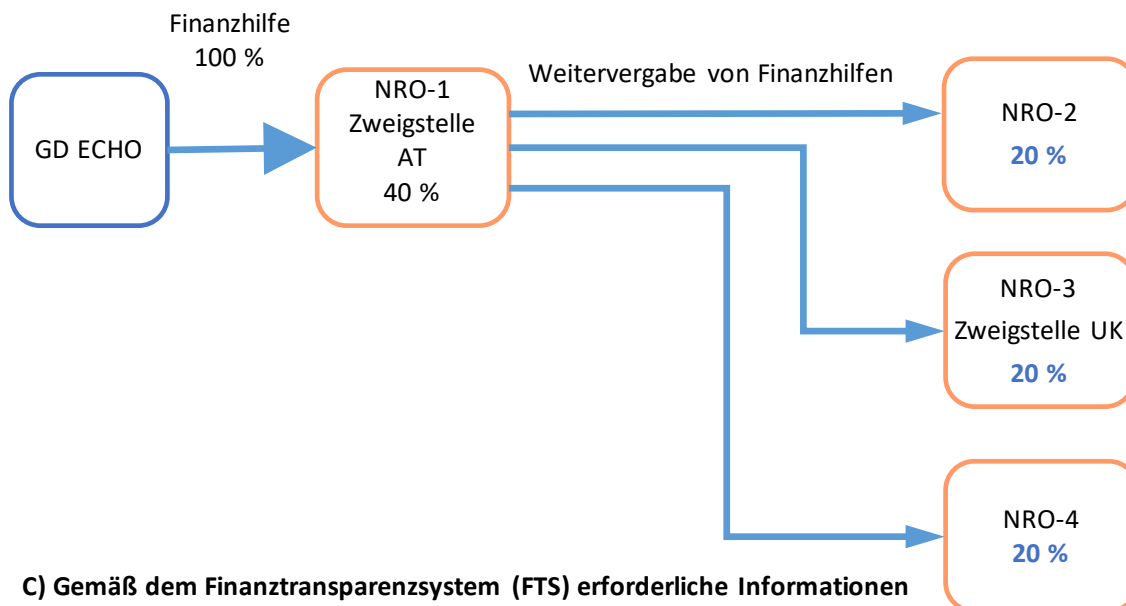 Finanzhilfe
100 %
GD ECHO
NRO-1
Zweigstelle
AT
40 %
Weitervergabe von Finanzhilfen
NRO-2
20 %
NRO-3
Zweigstelle UK
20 %
NRO-4
20 %
C) Gemäß dem Finanztransparenzsystem (FTS) erforderliche Informationen